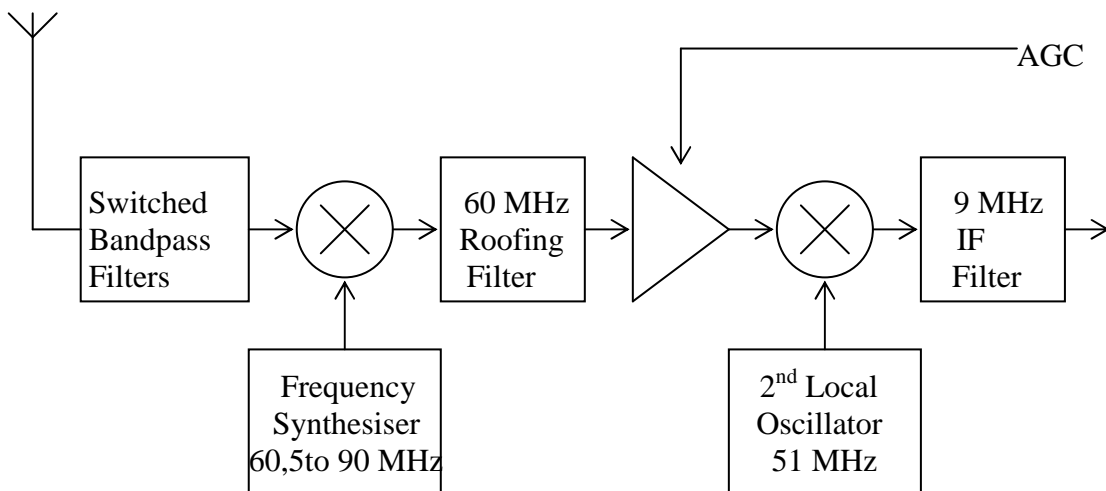 AGC
Switched
Bandpass
Filters
60 MHz
Roofing
Filter
9 MHz
IF
Filter
Frequency
Synthesiser
60,5to 90 MHz
2nd Local
Oscillator
51 MHz